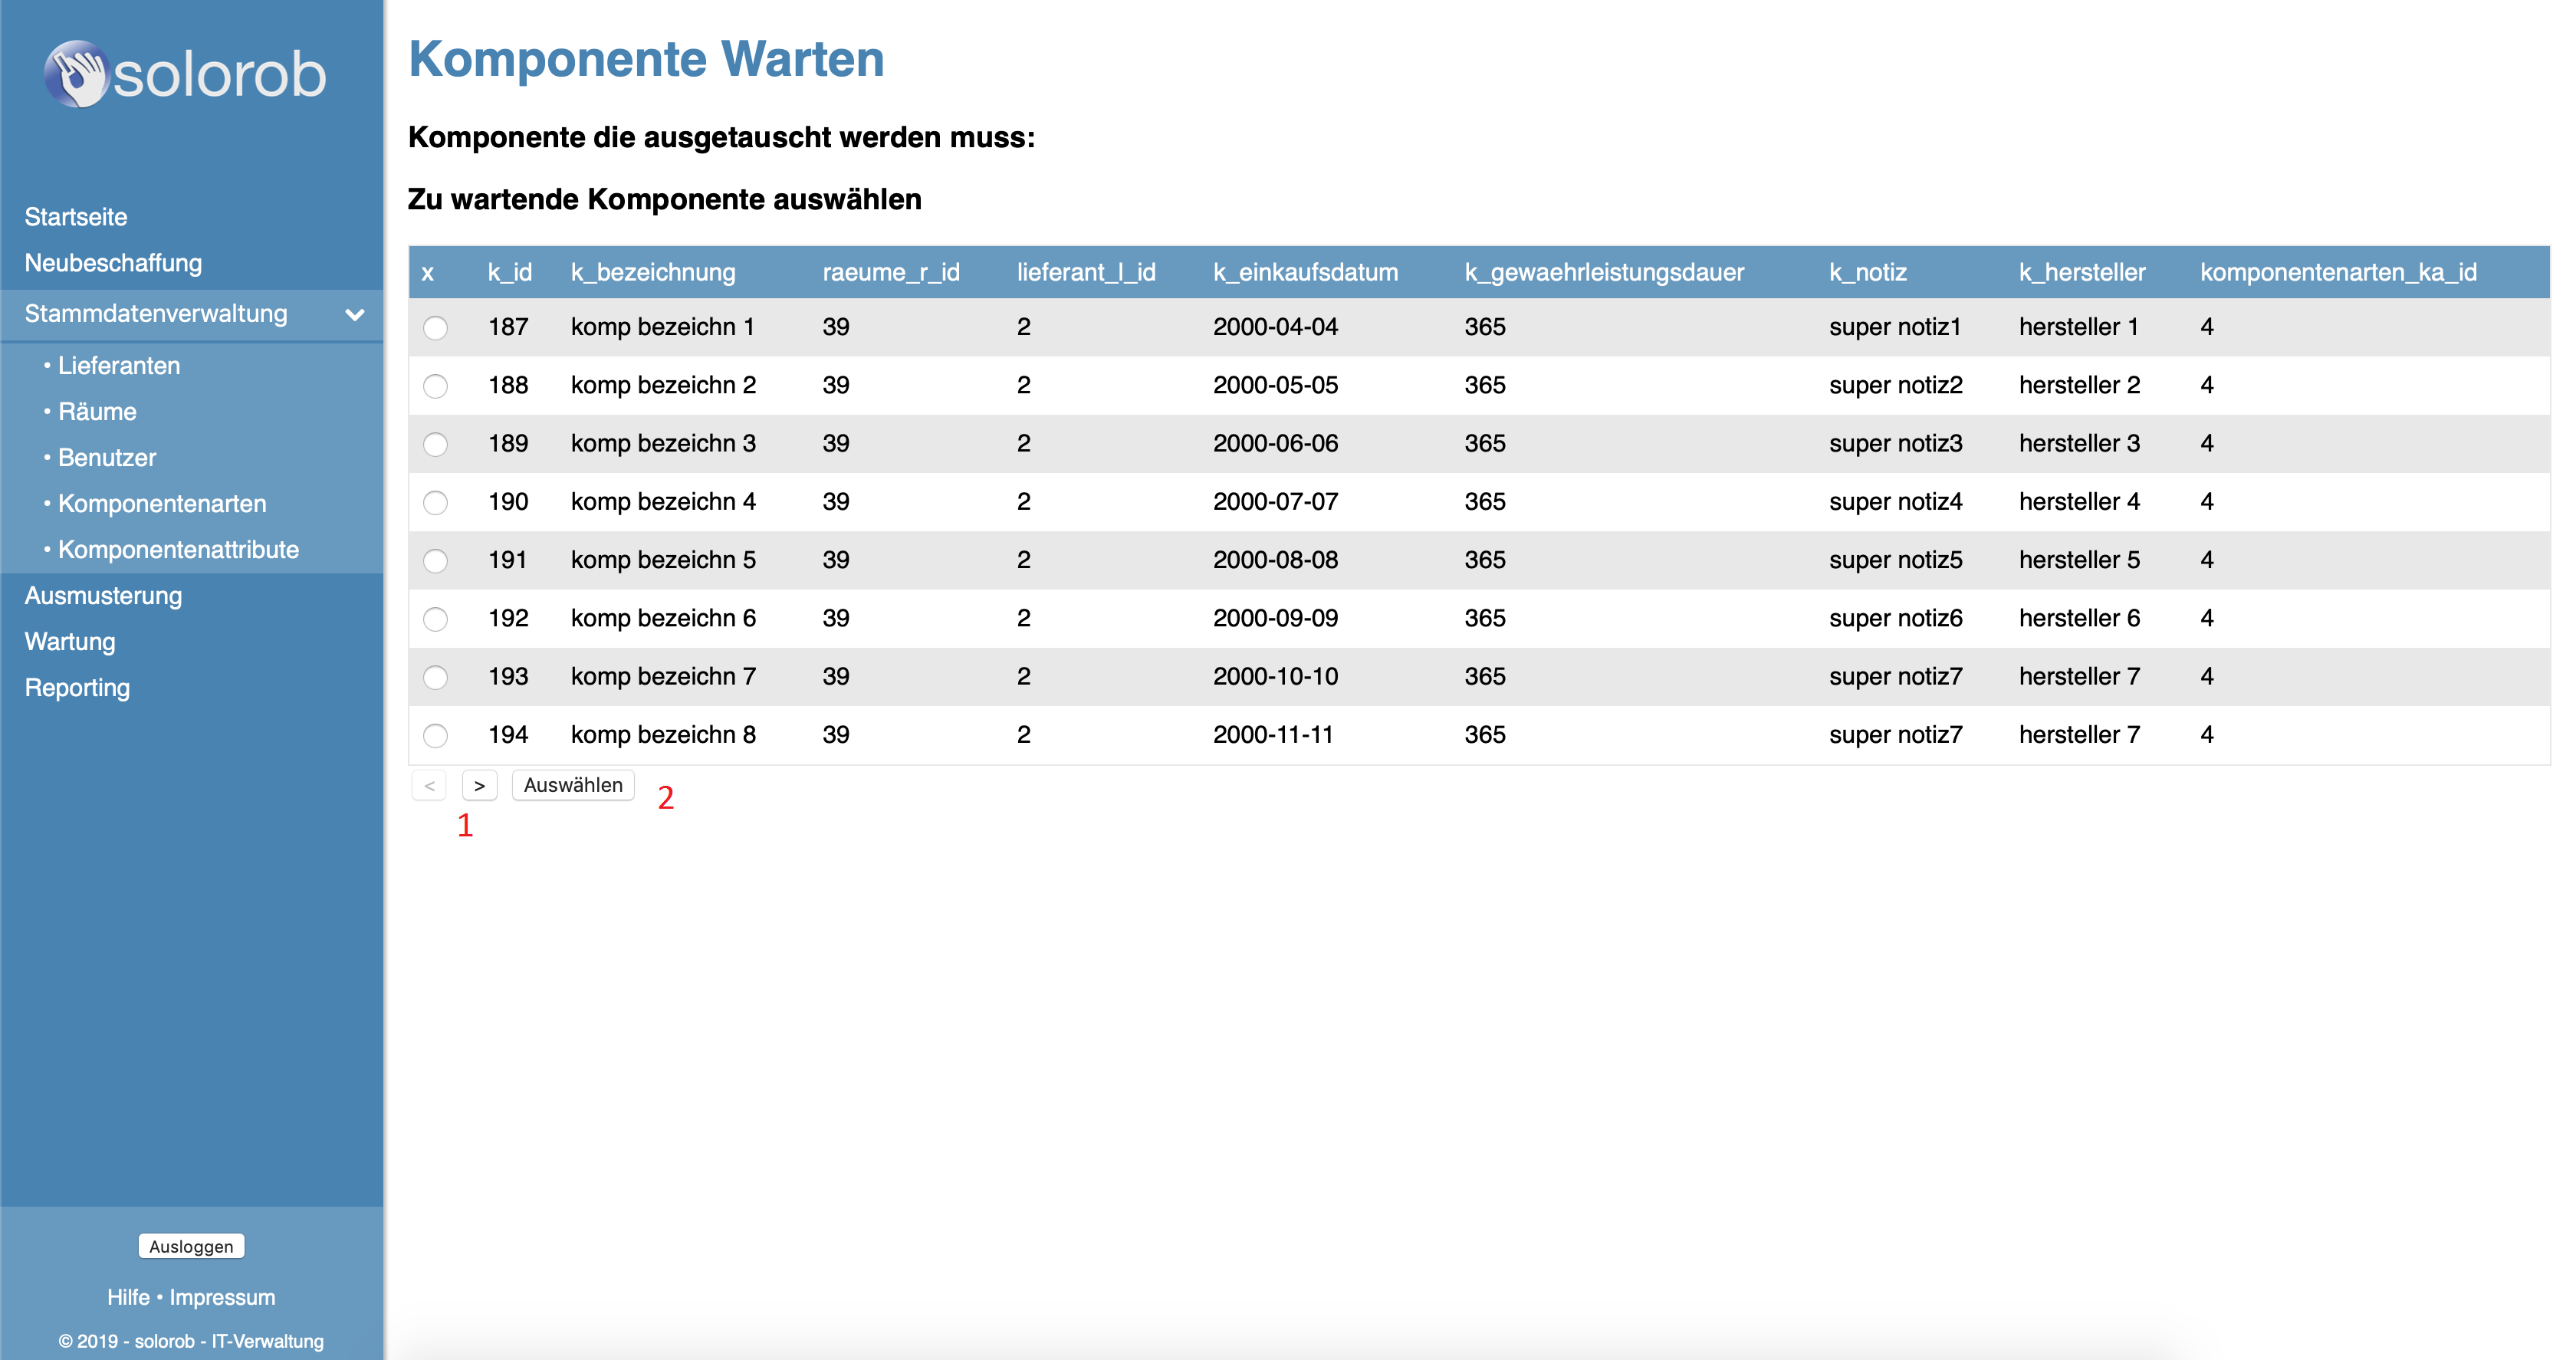 solorob
Startseite
Neubeschaffung
Stammdatenverwaltung
• Lieferanten
• Räume
• Benutzer
• Komponentenarten
• Komponentenattribute
Ausmusterung
Wartung
Reporting
Ausloggen
Hilfe • Impressum
© 2019 - solorob - IT-Verwaltung
Komponente Warten
Komponente die ausgetauscht werden muss:
Zu wartende Komponente auswählen
x k_id k_bezeichnung raeume_r_id lieferant_l_id k_einkaufsdatum k_gewaehrleistungsdauer k_notiz k_hersteller komponentenarten_ka_id
187 komp bezeichn 1 39 2 2000-04-04 365 super notiz1 hersteller 1 4
188 komp bezeichn 2 39 2 2000-05-05 365 super notiz2 hersteller 2 4
189 komp bezeichn 3 39 2 2000-06-06 365 super notiz3 hersteller 3 4
190 komp bezeichn 4 39 2 2000-07-07 365 super notiz4 hersteller 4 4
191 komp bezeichn 5 39 2 2000-08-08 365 super notiz5 hersteller 5 4
192 komp bezeichn 6 39 2 2000-09-09 365 super notiz6 hersteller 6 4
193 komp bezeichn 7 39 2 2000-10-10 365 super notiz7 hersteller 7 4
194 komp bezeichn 8 39 2 2000-11-11 365 super notiz7 hersteller 7 4
< > Auswählen 2
1